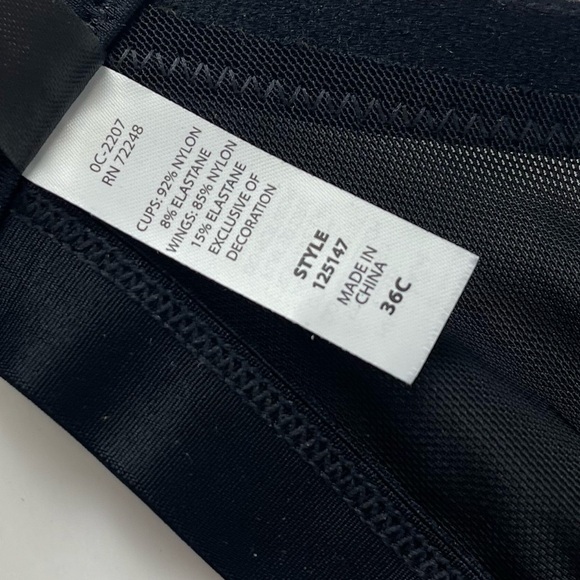 0C-2207
RN 72248
CUPS: 92% NYLON
8% ELASTANE
WINGS: 85% NYLON
15% ELASTANE
EXCLUSIVE OF
DECORATION
STYLE
125147
MADE IN
CHINA
36C